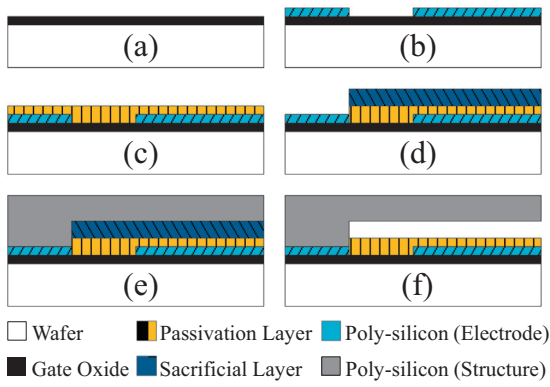 (a)
(b)
(c)
(d)
(e)
(f)
Wafer
Passivation Layer
Poly-silicon (Electrode)
Gate Oxide
Sacrificial Layer
Poly-silicon (Structure)